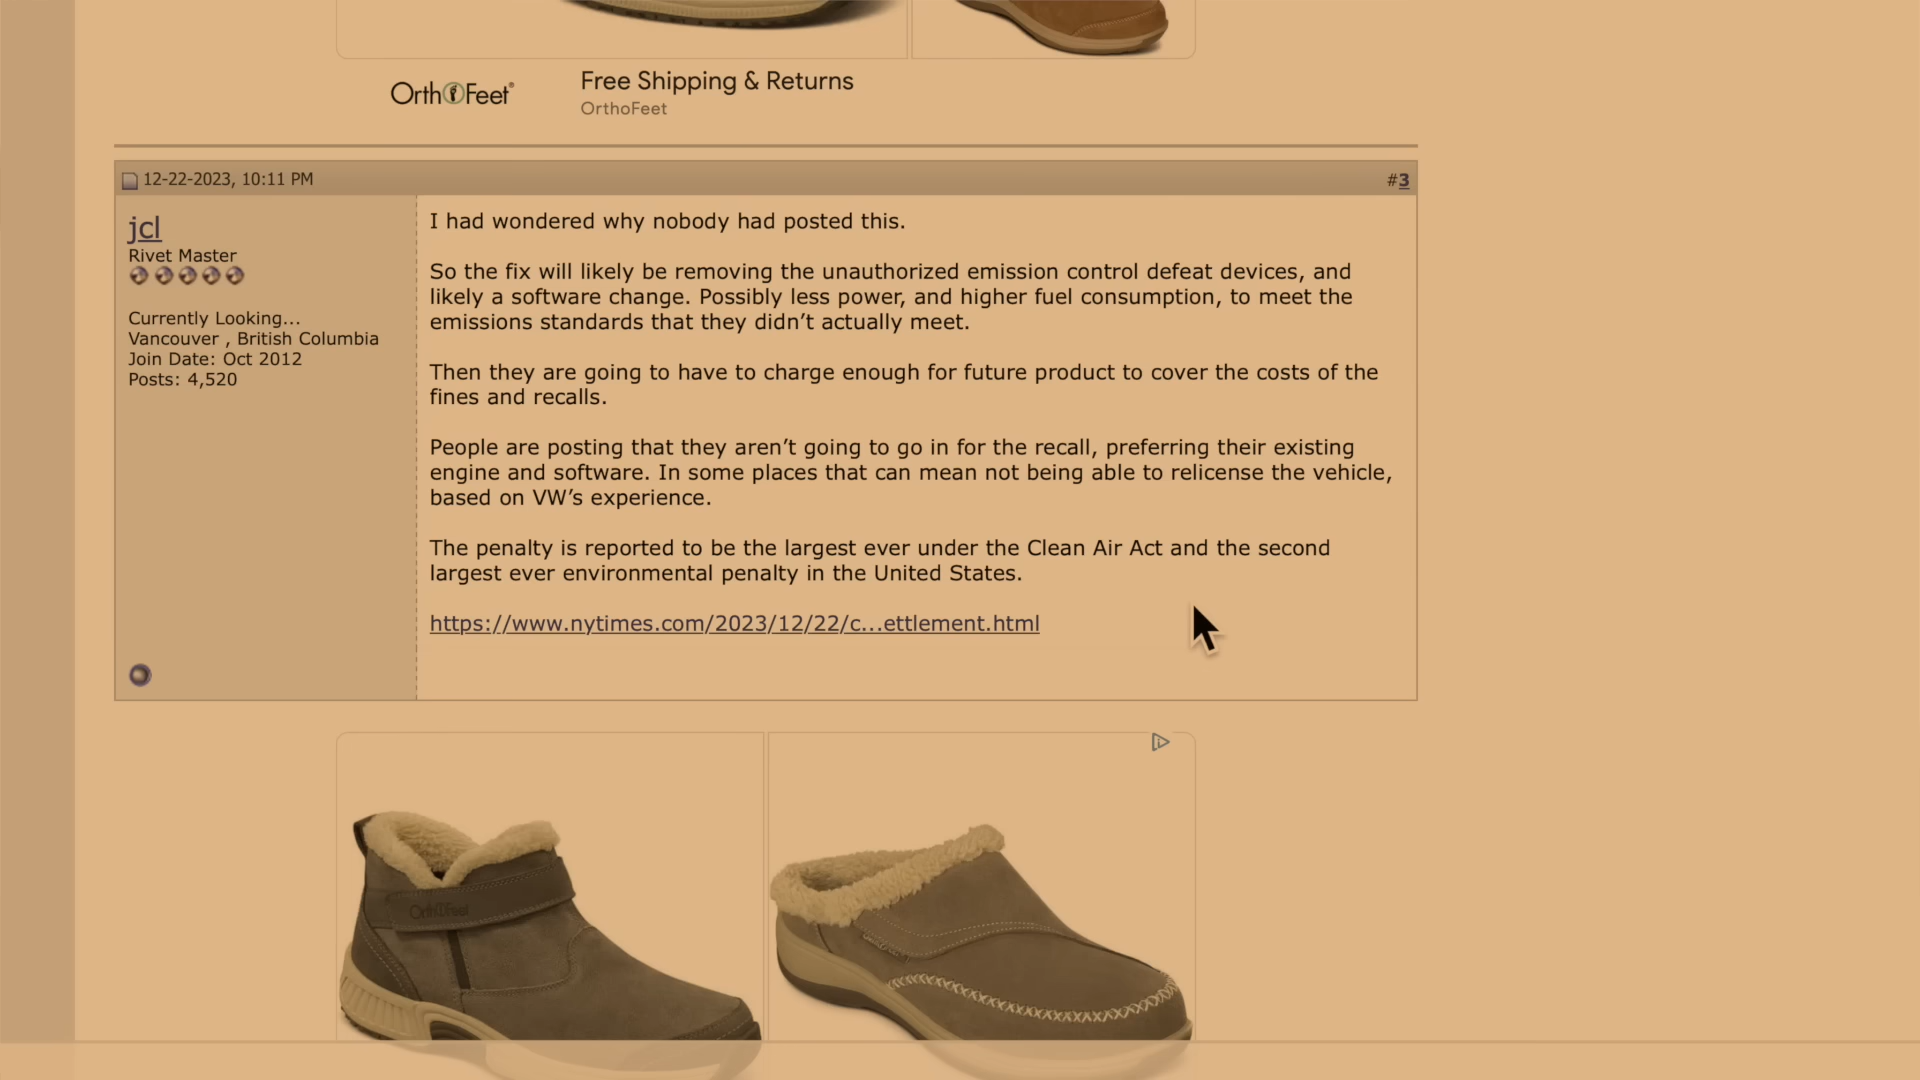 OrthoFeet
Free Shipping & Returns
OrthoFeet
12-22-2023, 10:11 PM
#3
jcl
Rivet Master
Currently Looking...
Vancouver , British Columbia
Join Date: Oct 2012
Posts: 4,520
I had wondered why nobody had posted this.
So the fix will likely be removing the unauthorized emission control defeat devices, and
likely a software change. Possibly less power, and higher fuel consumption, to meet the
emissions standards that they didn’t actually meet.
Then they are going to have to charge enough for future product to cover the costs of the
fines and recalls.
People are posting that they aren’t going to go in for the recall, preferring their existing
engine and software. In some places that can mean not being able to relicense the vehicle,
based on VW’s experience.
The penalty is reported to be the largest ever under the Clean Air Act and the second
largest ever environmental penalty in the United States.
https://www.nytimes.com/2023/12/22/c...ettlement.html
OrthoFeet